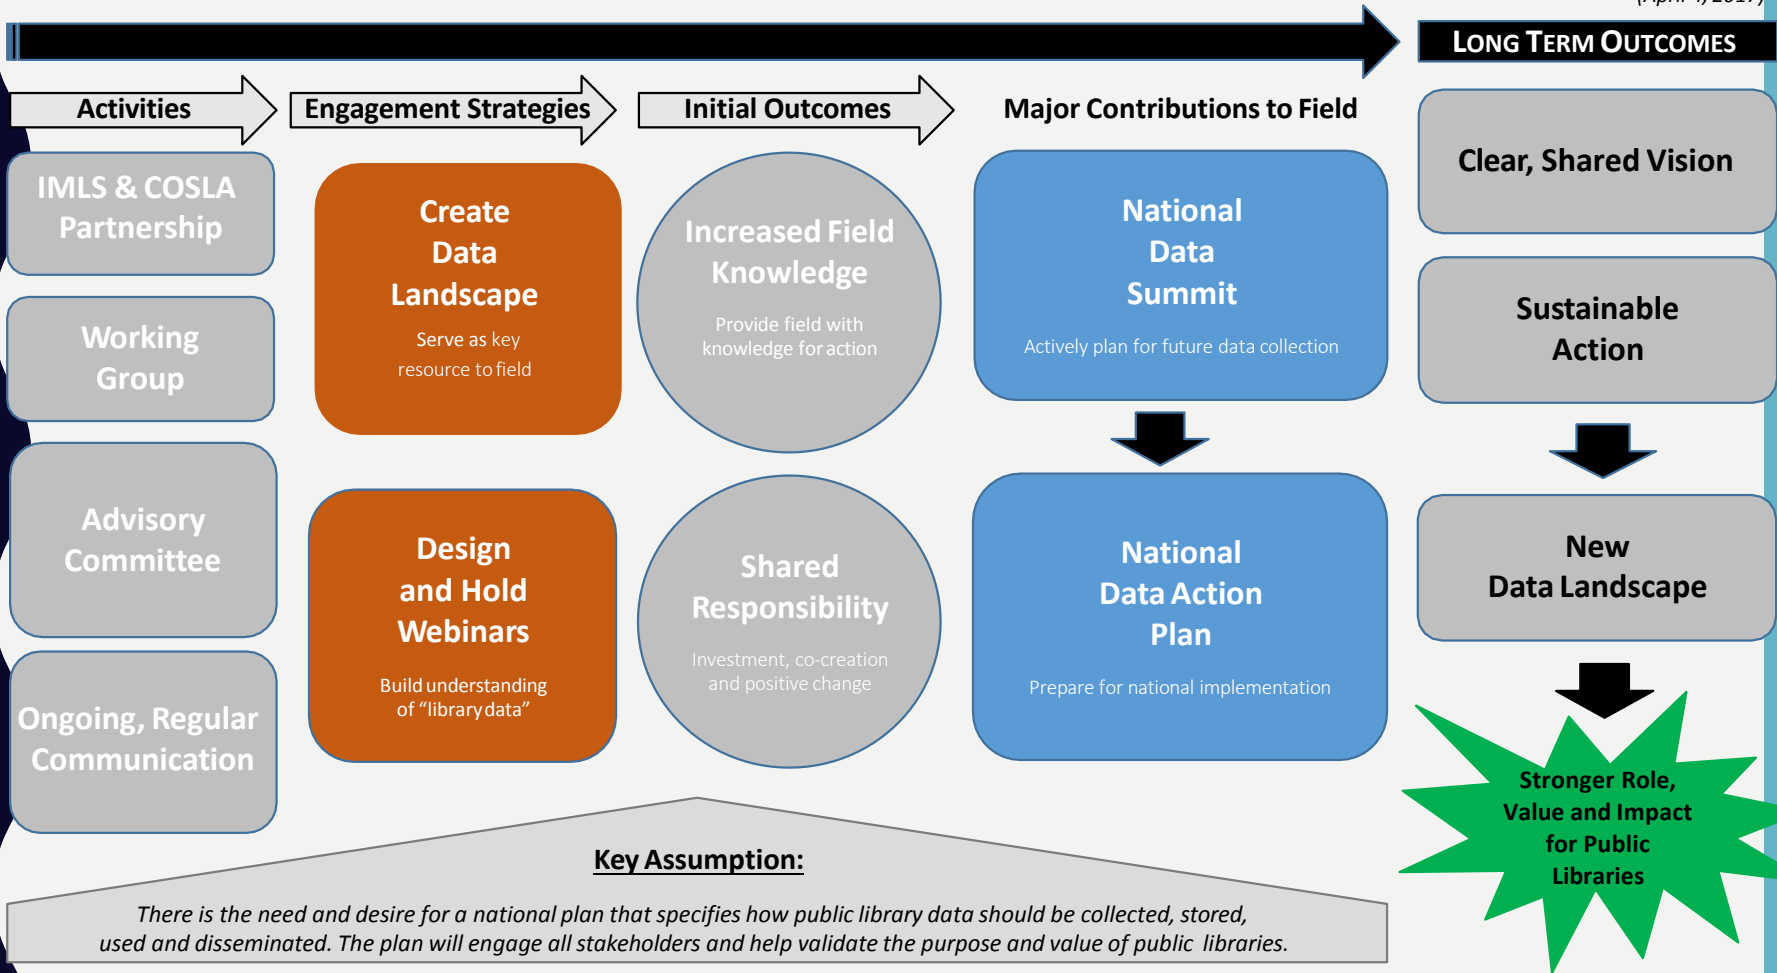 (April 4, 2017)
LONG TERM OUTCOMES
Activities
Engagement Strategies
Initial Outcomes
Major Contributions to Field
IMLS & COSLA
Partnership
Working
Group
Advisory
Committee
Ongoing, Regular
Communication
Create
Data
Landscape
Serve as key
resource to field
Design
and Hold
Webinars
Build understanding
of “library data”
Increased Field
Knowledge
Provide field with
knowledge for action
Shared
Responsibility
Investment, co-creation
and positive change
National
Data
Summit
Actively plan for future data collection
National
Data Action
Plan
Prepare for national implementation
Clear, Shared Vision
Sustainable
Action
New
Data Landscape
Stronger Role,
Value and Impact
for Public
Libraries
Key Assumption:
There is the need and desire for a national plan that specifies how public library data should be collected, stored,
used and disseminated. The plan will engage all stakeholders and help validate the purpose and value of public libraries.